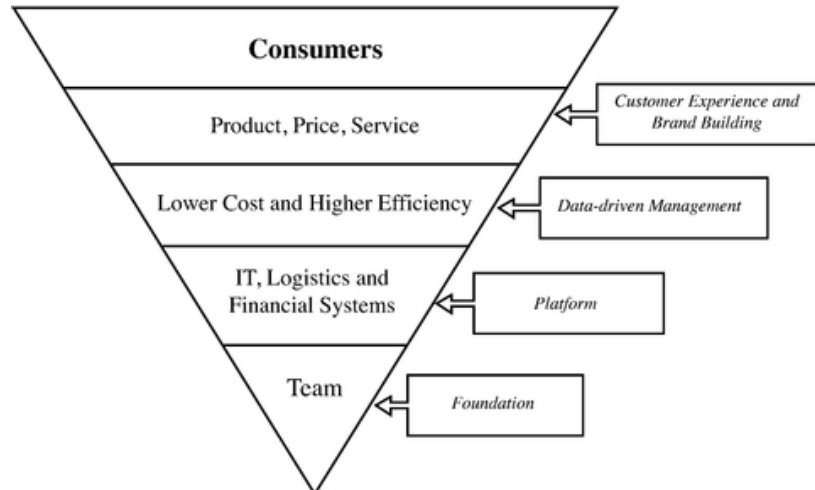 Consumers
Product, Price, Service
Customer Experience and
Brand Building
Lower Cost and Higher Efficiency
Data-driven Management
IT, Logistics and
Financial Systems
Platform
Team
Foundation